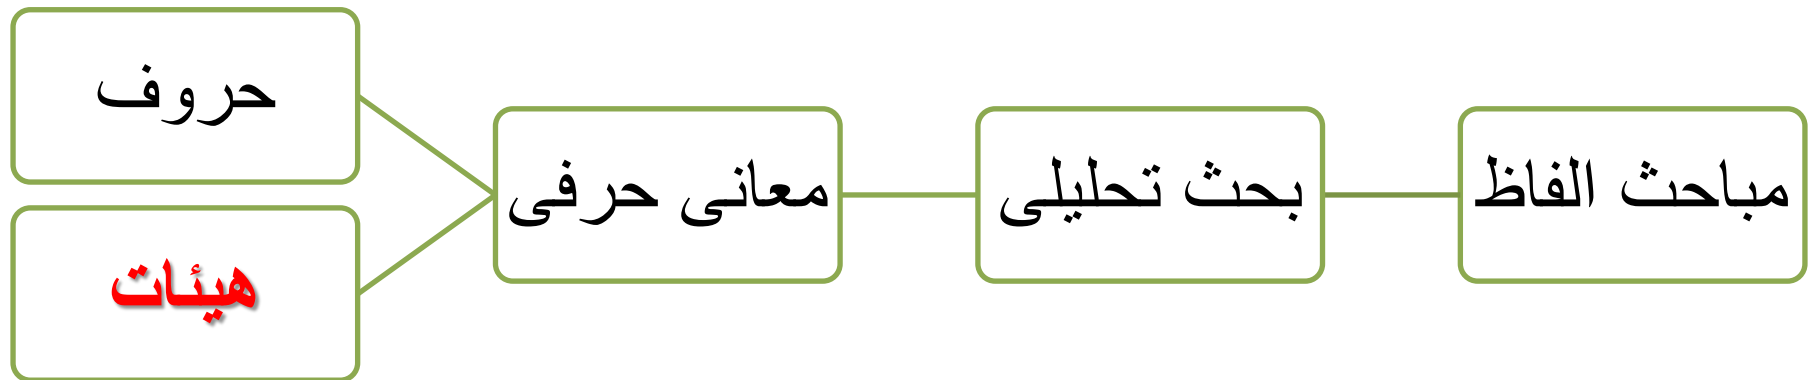 مباحث الفاظ
بحث تحلیلی
معانی حرفی
حروف
هیئات